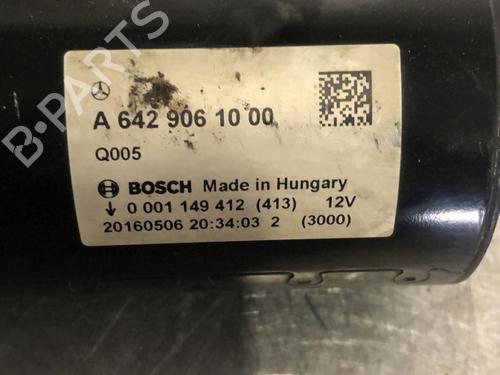 A 642 906 10 00
Q005
BOSCH Made in Hungary
↓ 0 001 149 412 (413) 12V
20160506 20:34:03 2 (3000)